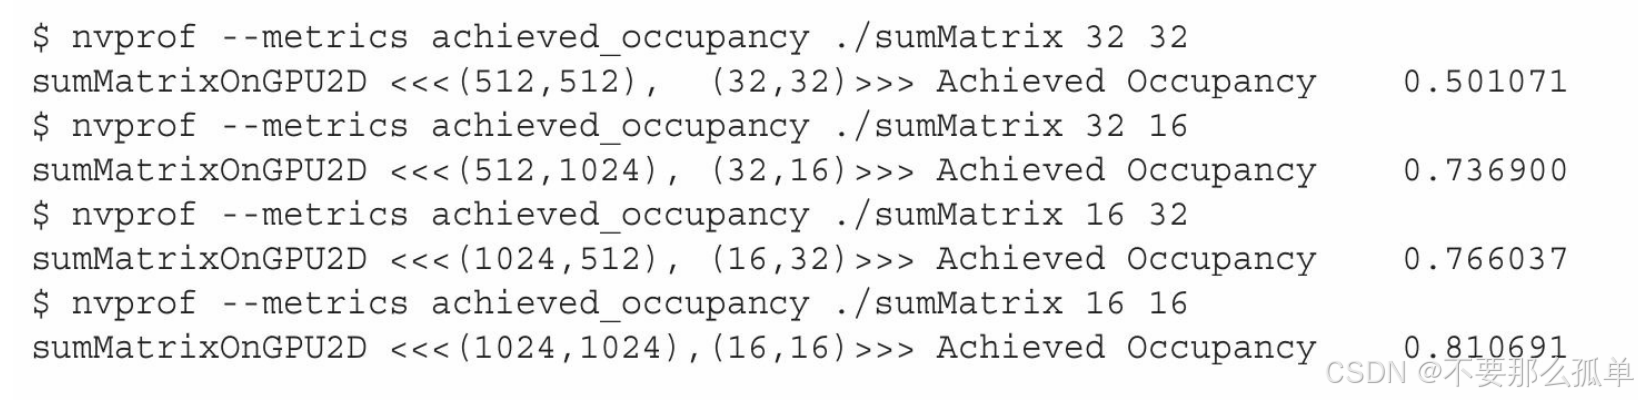 $ nvprof --metrics achieved_occupancy ./sumMatrix 32 32
sumMatrixOnGPU2D <<<(512,512), (32,32)>>> Achieved Occupancy 0.501071
$ nvprof --metrics achieved_occupancy ./sumMatrix 32 16
sumMatrixOnGPU2D <<<(512,1024), (32,16)>>> Achieved Occupancy 0.736900
$ nvprof --metrics achieved_occupancy ./sumMatrix 16 32
sumMatrixOnGPU2D <<<(1024,512), (16,32)>>> Achieved Occupancy 0.766037
$ nvprof --metrics achieved_occupancy ./sumMatrix 16 16
sumMatrixOnGPU2D <<<(1024,1024),(16,16)>>> Achieved Occupancy 0.810691
CSDN @不要那么孤单